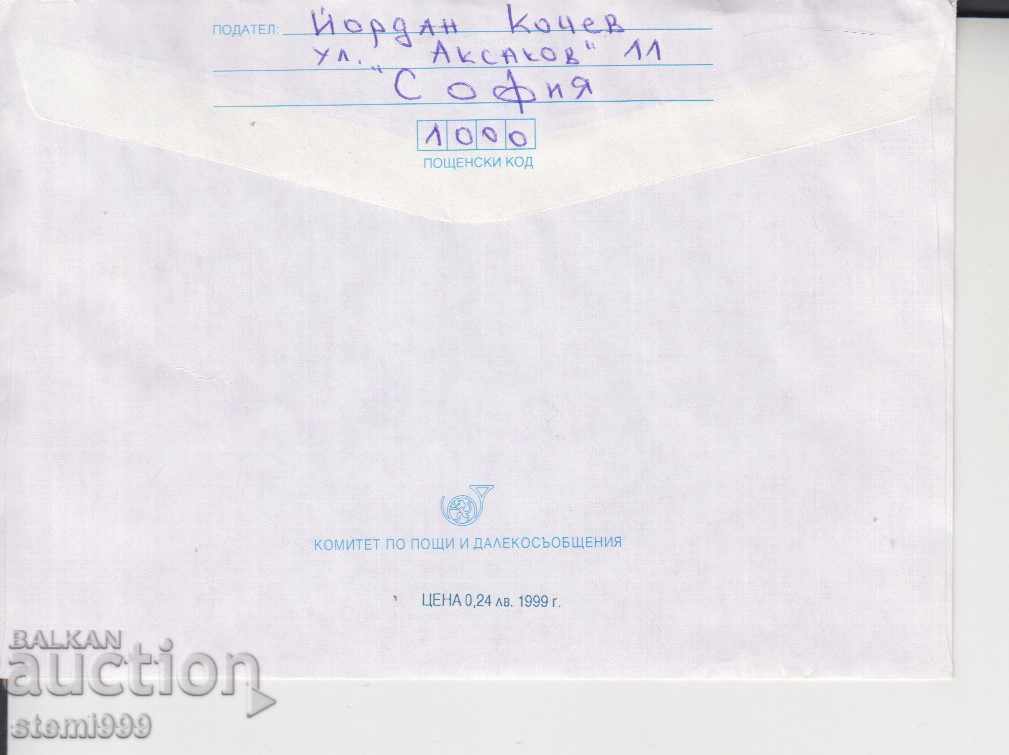 ПОДАТЕЛ: Йордан Кочев
ул. "Аксаков" 11
София
1000
ПОЩЕНСКИ КОД
КОМИТЕТ ПО ПОЩИ И ДАЛЕКОСЪОБЩЕНИЯ
ЦЕНА 0,24 лв. 1999 г.
BALKAN
auction
stemi999